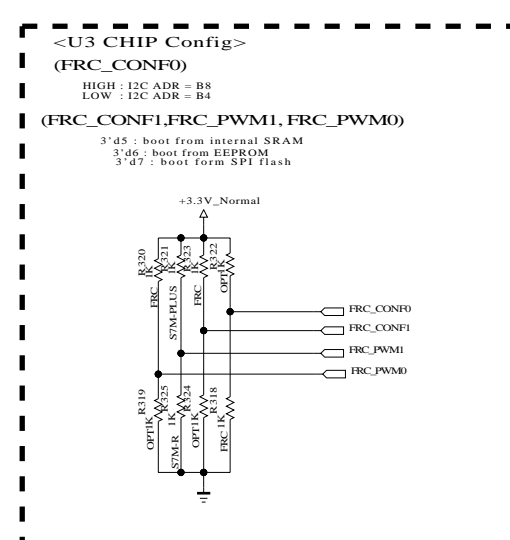 <U3 CHIP Config>
(FRC_CONF0)
HIGH : I2C ADR = B8
LOW : I2C ADR = B4
(FRC_CONF1,FRC_PWM1, FRC_PWM0)
3'd5 : boot from internal SRAM
3'd6 : boot from EEPROM
3'd7 : boot form SPI flash
+3.3V_Normal
R320
1K
FRC
R321
1K
S7M-PLUS
R323
1K
FRC
R322
1K
OPT
FRC_CONF0
FRC_CONF1
FRC_PWM1
FRC_PWM0
R319
1K
OPT
R325
1K
S7M-R
R324
1K
OPT
R318
1K
FRC